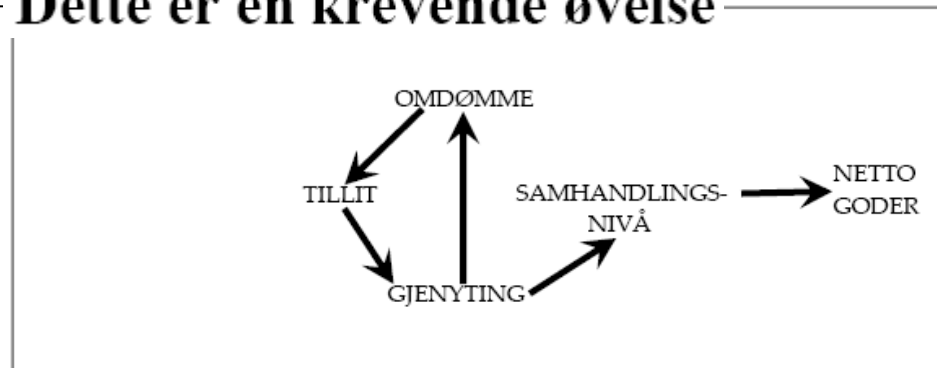 Dette er en krevende øvelse
OMDØMME
TILLIT
SAMHANDLINGS-
NIVÅ
NETTO
GODER
GJENYTING